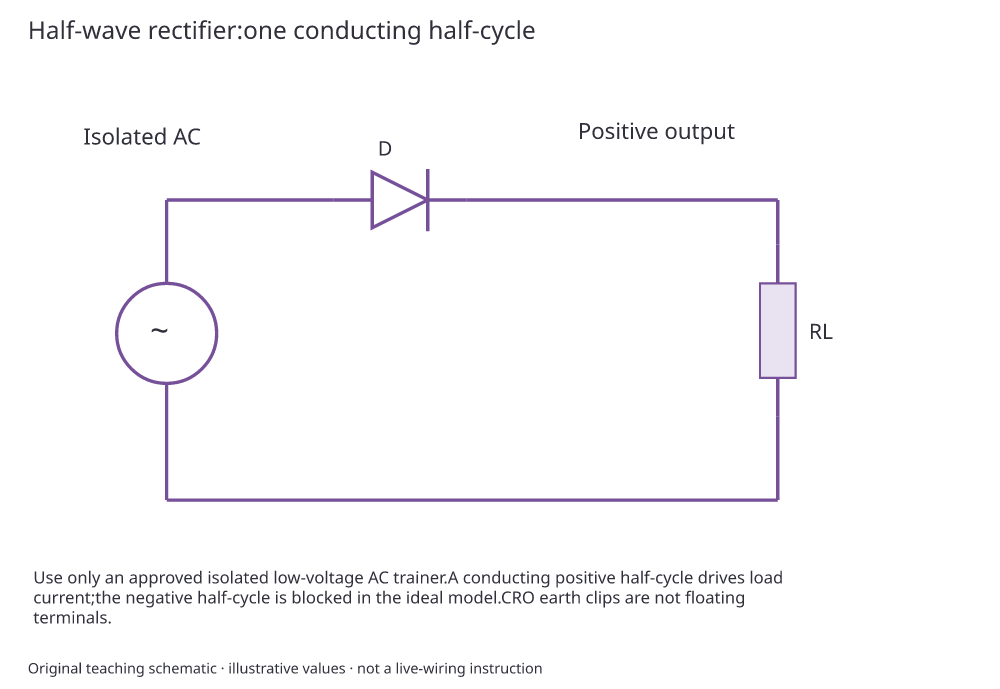 Half-wave rectifier:one conducting half-cycle
Isolated AC
Positive output
D
~
RL
Use only an approved isolated low-voltage AC trainer.A conducting positive half-cycle drives load
current;the negative half-cycle is blocked in the ideal model.CRO earth clips are not floating
terminals.
Original teaching schematic · illustrative values · not a live-wiring instruction